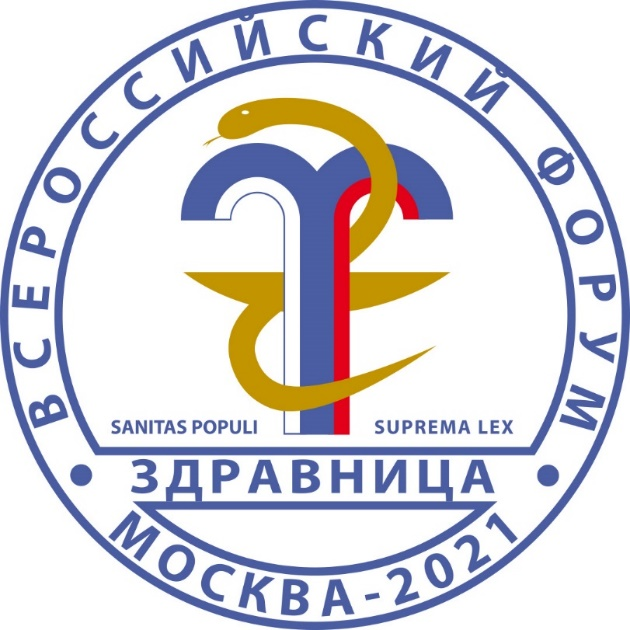 ВСЕРОССИЙСКИЙ ФОРУМ
SANITAS POPULI SUPREMA LEX
ЗДРАВНИЦА
МОСКВА-2021